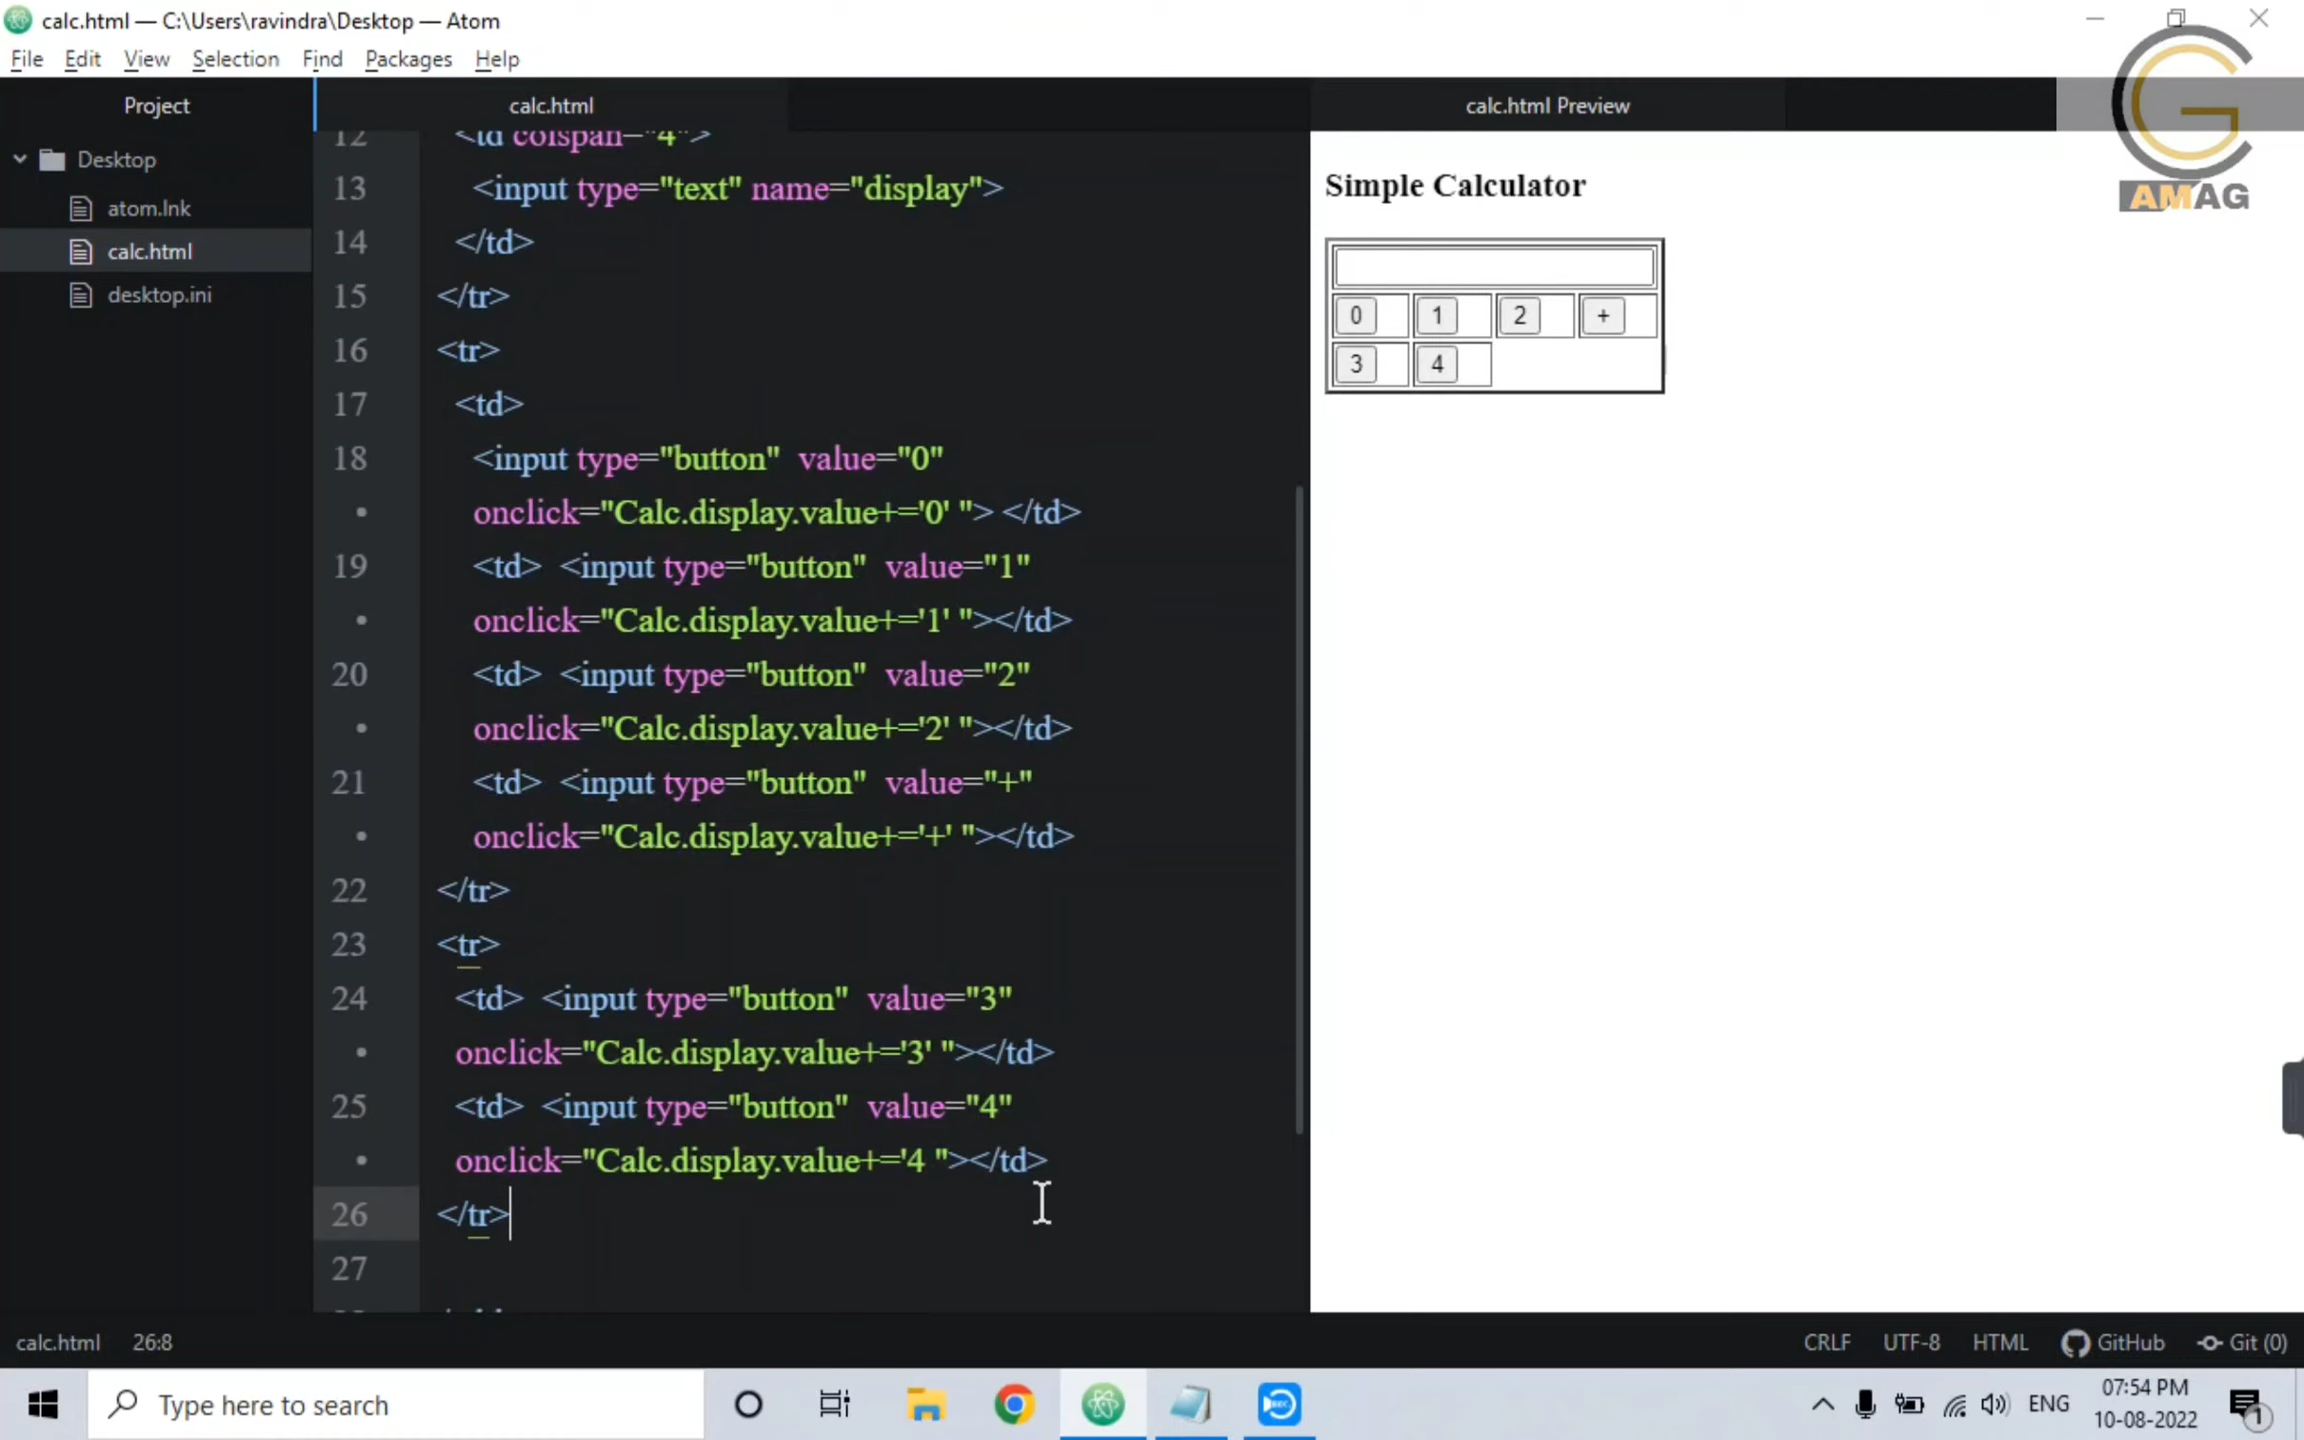 calc.html — C:\Users\ravindra\Desktop — Atom
File Edit View Selection Find Packages Help
Project
calc.html
calc.html Preview
AMAG
Desktop
atom.lnk
calc.html
desktop.ini
12 <td colspan="4">
13 <input type="text" name="display">
14 </td>
15 </tr>
16 <tr>
17 <td>
18 <input type="button" value="0"
• onclick="Calc.display.value+='0' "> </td>
19 <td> <input type="button" value="1"
• onclick="Calc.display.value+='1' "></td>
20 <td> <input type="button" value="2"
• onclick="Calc.display.value+='2' "></td>
21 <td> <input type="button" value="+"
• onclick="Calc.display.value+='+' "></td>
22 </tr>
23 <tr>
24 <td> <input type="button" value="3"
• onclick="Calc.display.value+='3' "></td>
25 <td> <input type="button" value="4"
• onclick="Calc.display.value+='4 "></td>
26 </tr>
27
Simple Calculator
0 1 2 +
3 4
calc.html 26:8
CRLF UTF-8 HTML GitHub Git (0)
Type here to search
ENG
07:54 PM
10-08-2022
1